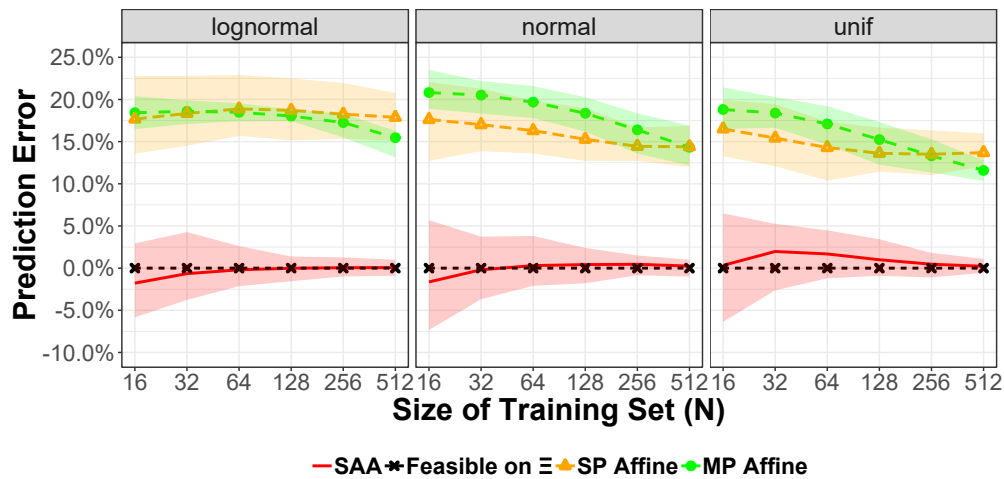 lognormal normal unif
25.0%
20.0%
15.0%
10.0%
5.0%
0.0%
-5.0%
-10.0%
Prediction Error
16 32 64 128 256 512 16 32 64 128 256 512 16 32 64 128 256 512
Size of Training Set (N)
SAA Feasible on Ξ SP Affine MP Affine